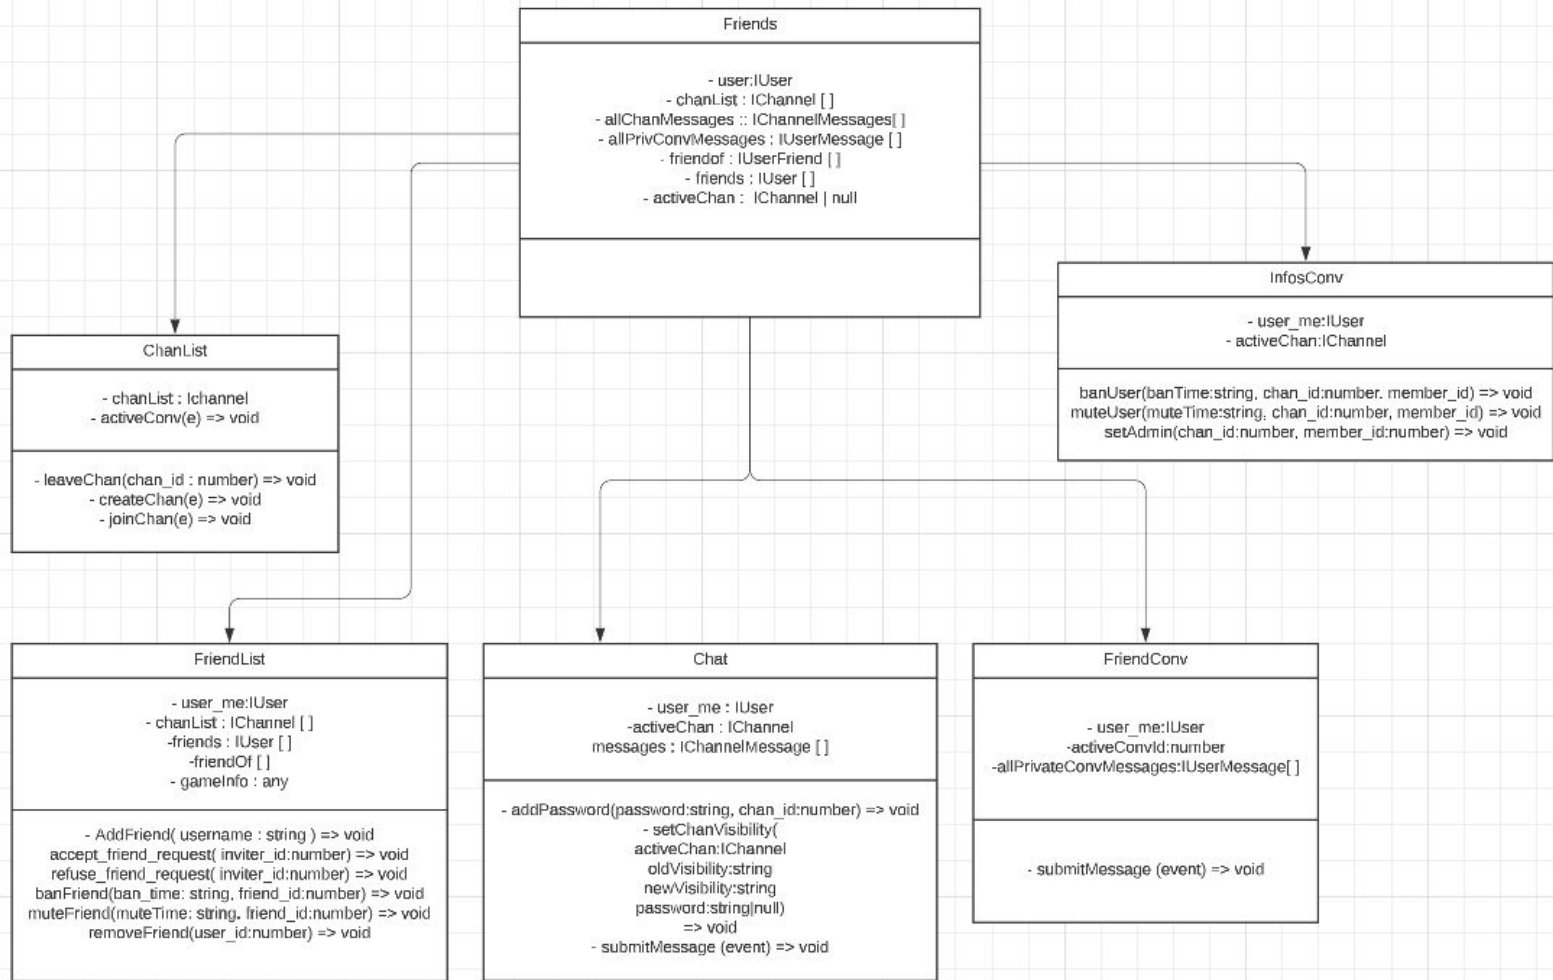 Friends
- user:IUser
- chanList : IChannel [ ]
- allChanMessages :: IChannelMessages[ ]
- allPrivConvMessages : IUserMessage [ ]
- friendof : IUserFriend [ ]
- friends : IUser [ ]
- activeChan :  IChannel | null
InfosConv
- user_me:IUser
- activeChan:IChannel
banUser(banTime:string, chan_id:number. member_id) => void
muteUser(muteTime:string, chan_id:number, member_id) => void
setAdmin(chan_id:number, member_id:number) => void
ChanList
- chanList : Ichannel
- activeConv(e) => void
- leaveChan(chan_id : number) => void
- createChan(e) => void
- joinChan(e) => void
FriendList
- user_me:IUser
- chanList : IChannel [ ]
-friends : IUser [ ]
-friendOf [ ]
- gameInfo : any
- AddFriend( username : string ) => void
accept_friend_request( inviter_id:number) => void
refuse_friend_request( inviter_id:number) => void
banFriend(ban_time: string, friend_id:number) => void
muteFriend(muteTime: string, friend_id:number) => void
removeFriend(user_id:number) => void
Chat
- user_me : IUser
-activeChan : IChannel
messages : IChannelMessage [ ]
- addPassword(password:string, chan_id:number) => void
- setChanVisibility(
activeChan:IChannel
oldVisibility:string
newVisibility:string
password:string|null)
=> void
- submitMessage (event) => void
FriendConv
- user_me:IUser
-activeConvId:number
-allPrivateConvMessages:IUserMessage[ ]
- submitMessage (event) => void